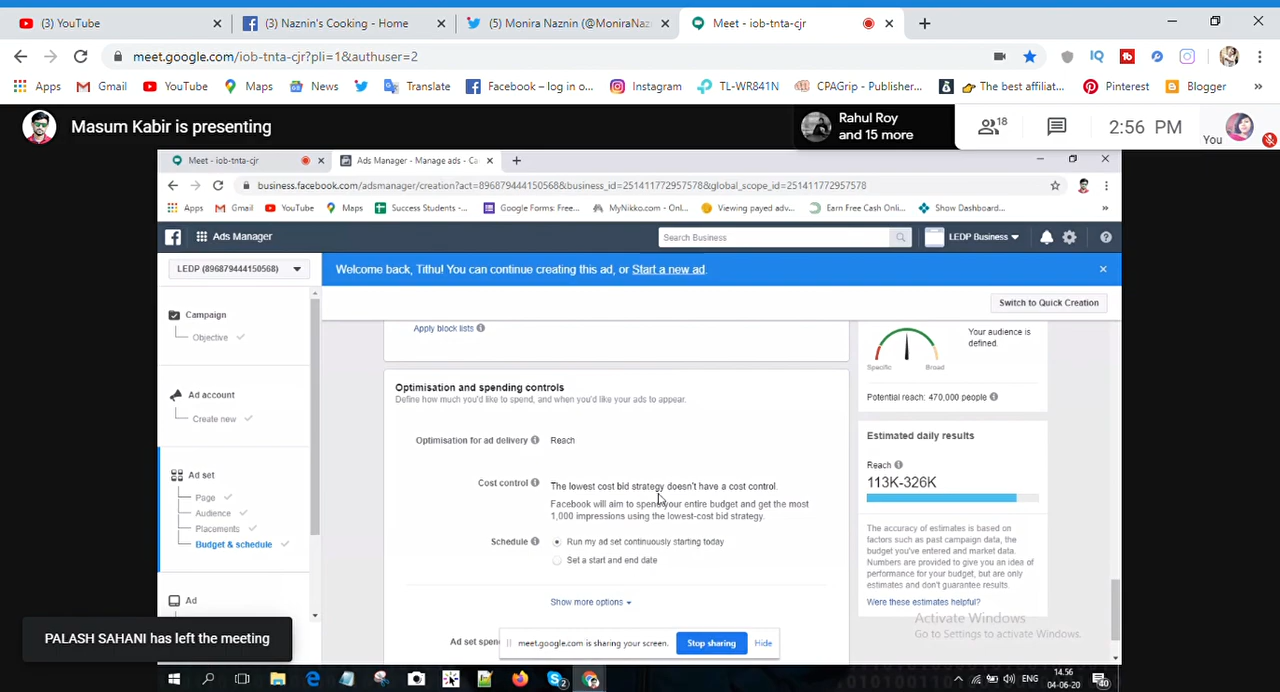 (3) YouTube
(3) Naznin's Cooking - Home
(5) Monira Naznin (@MoniraNaz
Meet - iob-tnta-cjr
meet.google.com/iob-tnta-cjr?pli=1&authuser=2
Apps
Gmail
YouTube
Maps
News
Translate
Facebook – log in o...
Instagram
TL-WR841N
CPAGrip - Publisher...
The best affiliat...
Pinterest
Blogger
Masum Kabir is presenting
Rahul Roy
and 15 more
18
2:56 PM
You
Meet - iob-tnta-cjr
Ads Manager - Manage ads - Ca
business.facebook.com/adsmanager/creation?act=896879444150568&business_id=251411772957578&global_scope_id=251411772957578
Apps
Gmail
YouTube
Maps
Success Students -...
Google Forms: Free...
MyNikko.com - Onl...
Viewing payed adv...
Earn Free Cash Onli...
Show Dashboard...
Ads Manager
Search Business
LEDP Business
LEDP (896879444150568)
Welcome back, Tithu! You can continue creating this ad, or Start a new ad.
Switch to Quick Creation
Campaign
Objective
Ad account
Create new
Ad set
Page
Audience
Placements
Budget & schedule
Ad
Apply block lists
Optimisation and spending controls
Define how much you'd like to spend, and when you'd like your ads to appear.
Optimisation for ad delivery
Reach
Cost control
The lowest cost bid strategy doesn't have a cost control.
Facebook will aim to spend your entire budget and get the most
1,000 impressions using the lowest-cost bid strategy.
Schedule
Run my ad set continuously starting today
Set a start and end date
Show more options
Ad set spen
meet.google.com is sharing your screen.
Stop sharing
Hide
Your audience is
defined.
Specific
Broad
Potential reach: 470,000 people
Estimated daily results
Reach
113K-326K
The accuracy of estimates is based on
factors such as past campaign data, the
budget you've entered and market data.
Numbers are provided to give you an idea of
performance for your budget, but are only
estimates and don't guarantee results.
Were these estimates helpful?
Activate Windows
Go to Settings to activate Windows.
PALASH SAHANI has left the meeting
ENG
14.56
04-06-20